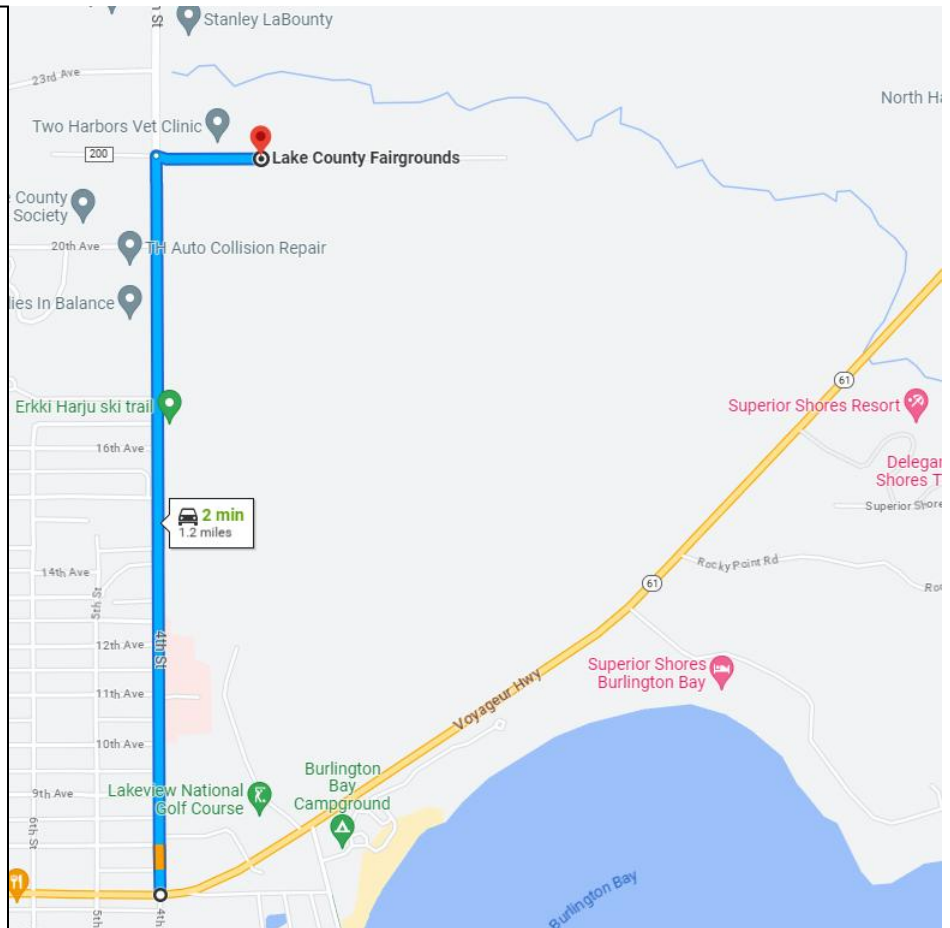 Stanley LaBounty
23rd Ave
North Ha
Two Harbors Vet Clinic
200
Lake County Fairgrounds
County
Society
20th Ave
TH Auto Collision Repair
ies In Balance
61
Erkki Harju ski trail
Superior Shores Resort
16th Ave
Delegar
Shores T
Superior Shore
2 min
1.2 miles
14th Ave
5th St
Rocky Point Rd
61
4th St
12th Ave
Superior Shores
Burlington Bay
11th Ave
Voyageur Hwy
10th Ave
Burlington
Bay
Campground
9th Ave
Lakeview National
Golf Course
6th St
Burlington Bay
5th
4th